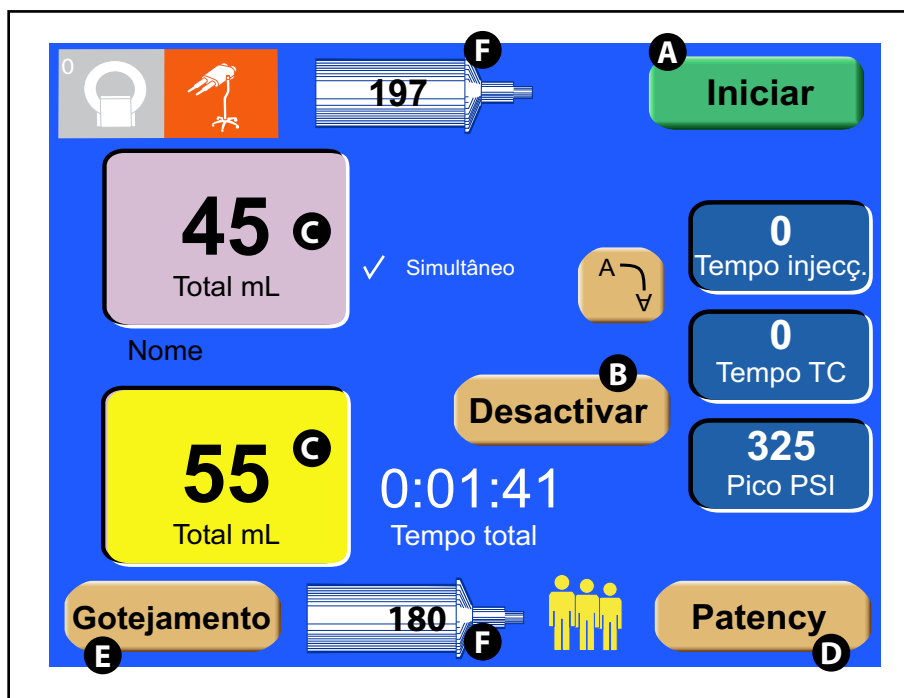 0
F
A
197
Iniciar
45 C
Total mL
✓ Simultâneo
A
A
0
Tempo injecç.
Nome
0
Tempo TC
B
Desactivar
55 C
Total mL
0:01:41
Tempo total
325
Pico PSI
Gotejamento
E
180
F
Patency
D